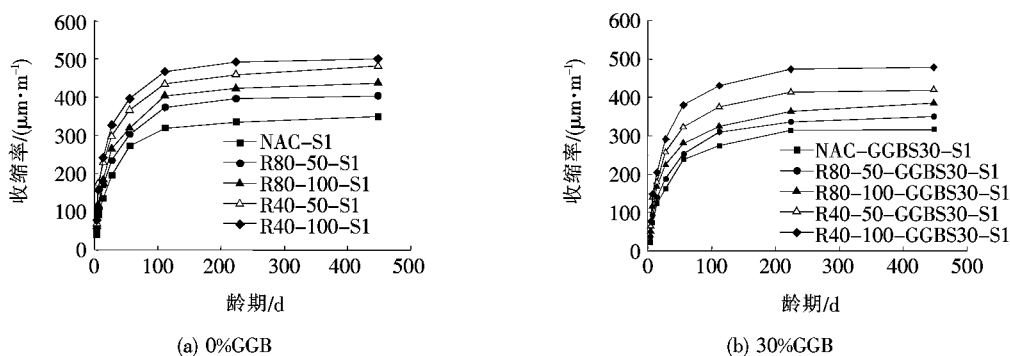 600
500
400
300
200
100
0
收缩率/(μm·m⁻¹)
NAC-S1
R80-50-S1
R80-100-S1
R40-50-S1
R40-100-S1
0 100 200 300 400 500
龄期/d
(a) 0%GGB
600
500
400
300
200
100
0
收缩率/(μm·m⁻¹)
NAC-GGBS30-S1
R80-50-GGBS30-S1
R80-100-GGBS30-S1
R40-50-GGBS30-S1
R40-100-GGBS30-S1
0 100 200 300 400 500
龄期/d
(b) 30%GGB